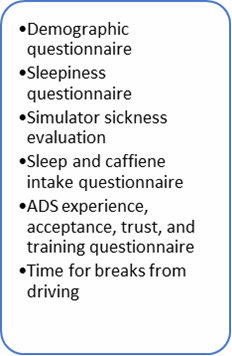 •Demographic
questionnaire
•Sleepiness
questionnaire
•Simulator sickness
evaluation
•Sleep and caffiene
intake questionnaire
•ADS experience,
acceptance, trust, and
training questionnaire
•Time for breaks from
driving